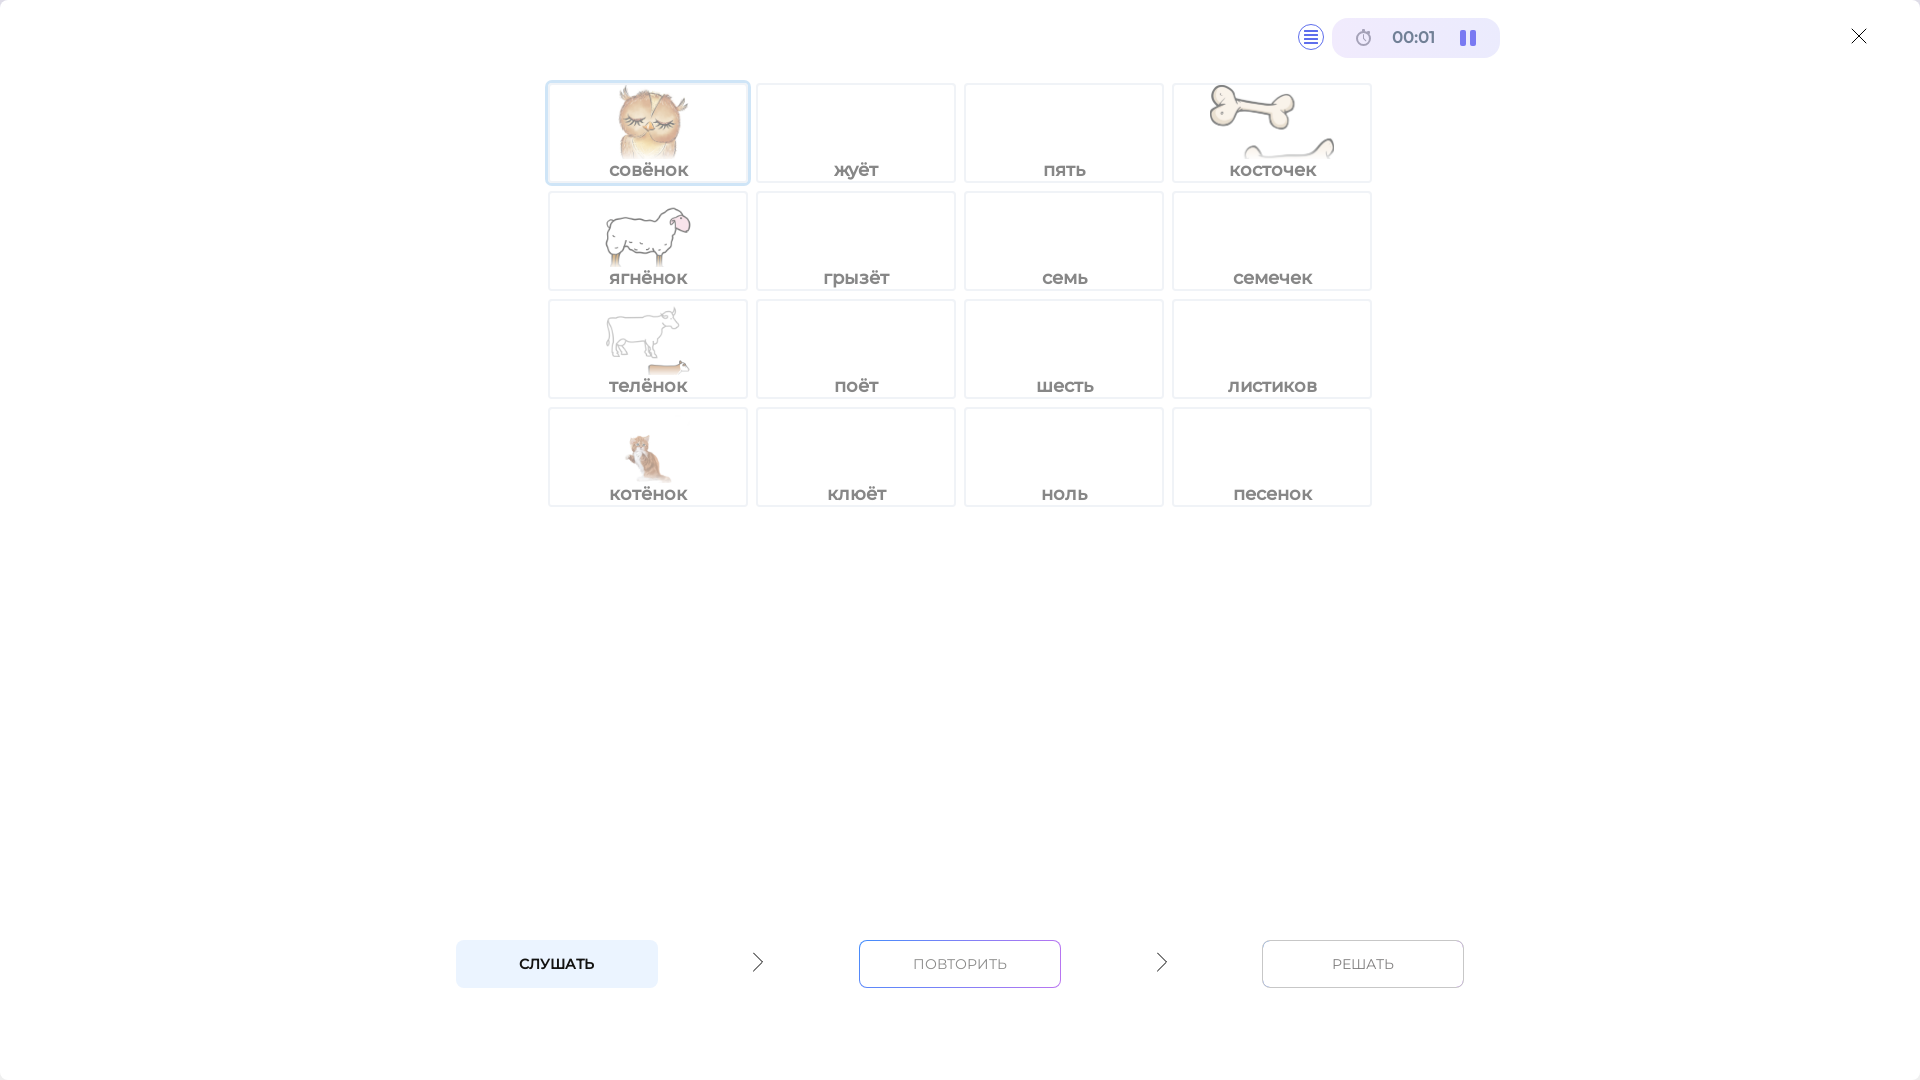 00:01
совёнок жуёт пять косточек
ягнёнок грызёт семь семечек
телёнок поёт шесть листиков
котёнок клюёт ноль песенок
СЛУШАТЬ ПОВТОРИТЬ РЕШАТЬ